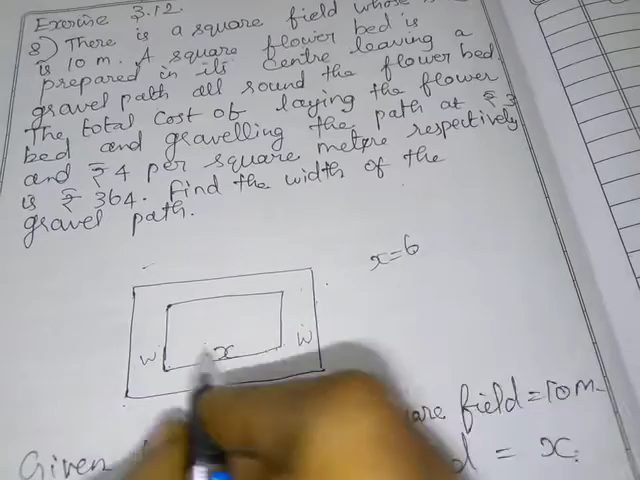 Exercise 3.12
8) There is a square field whose
is 10 m. A square flower bed is
prepared in its centre leaving a
gravel path all sound the flower bed.
The total cost of laying the flower
bed and gravelling the path at ₹3
and ₹4 per square metre respectively
is ₹364. Find the width of the
gravel path.
x=6
w x w
are field = 10m
Given d = x